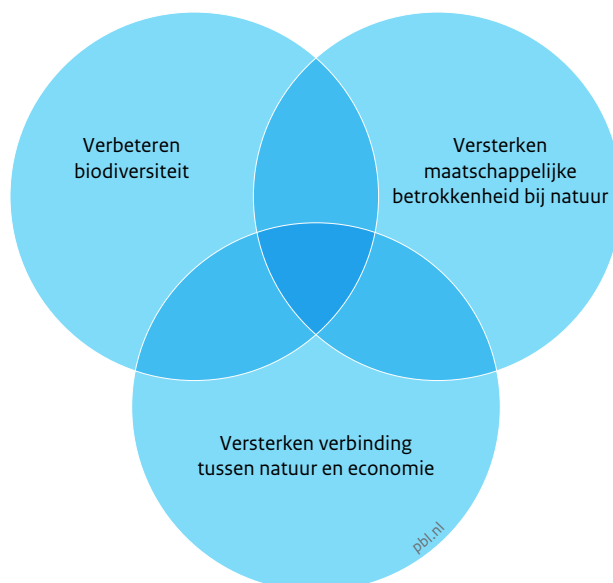 Verbeteren
biodiversiteit
Versterken
maatschappelijke
betrokkenheid bij natuur
Versterken verbinding
tussen natuur en economie
pbl.nl